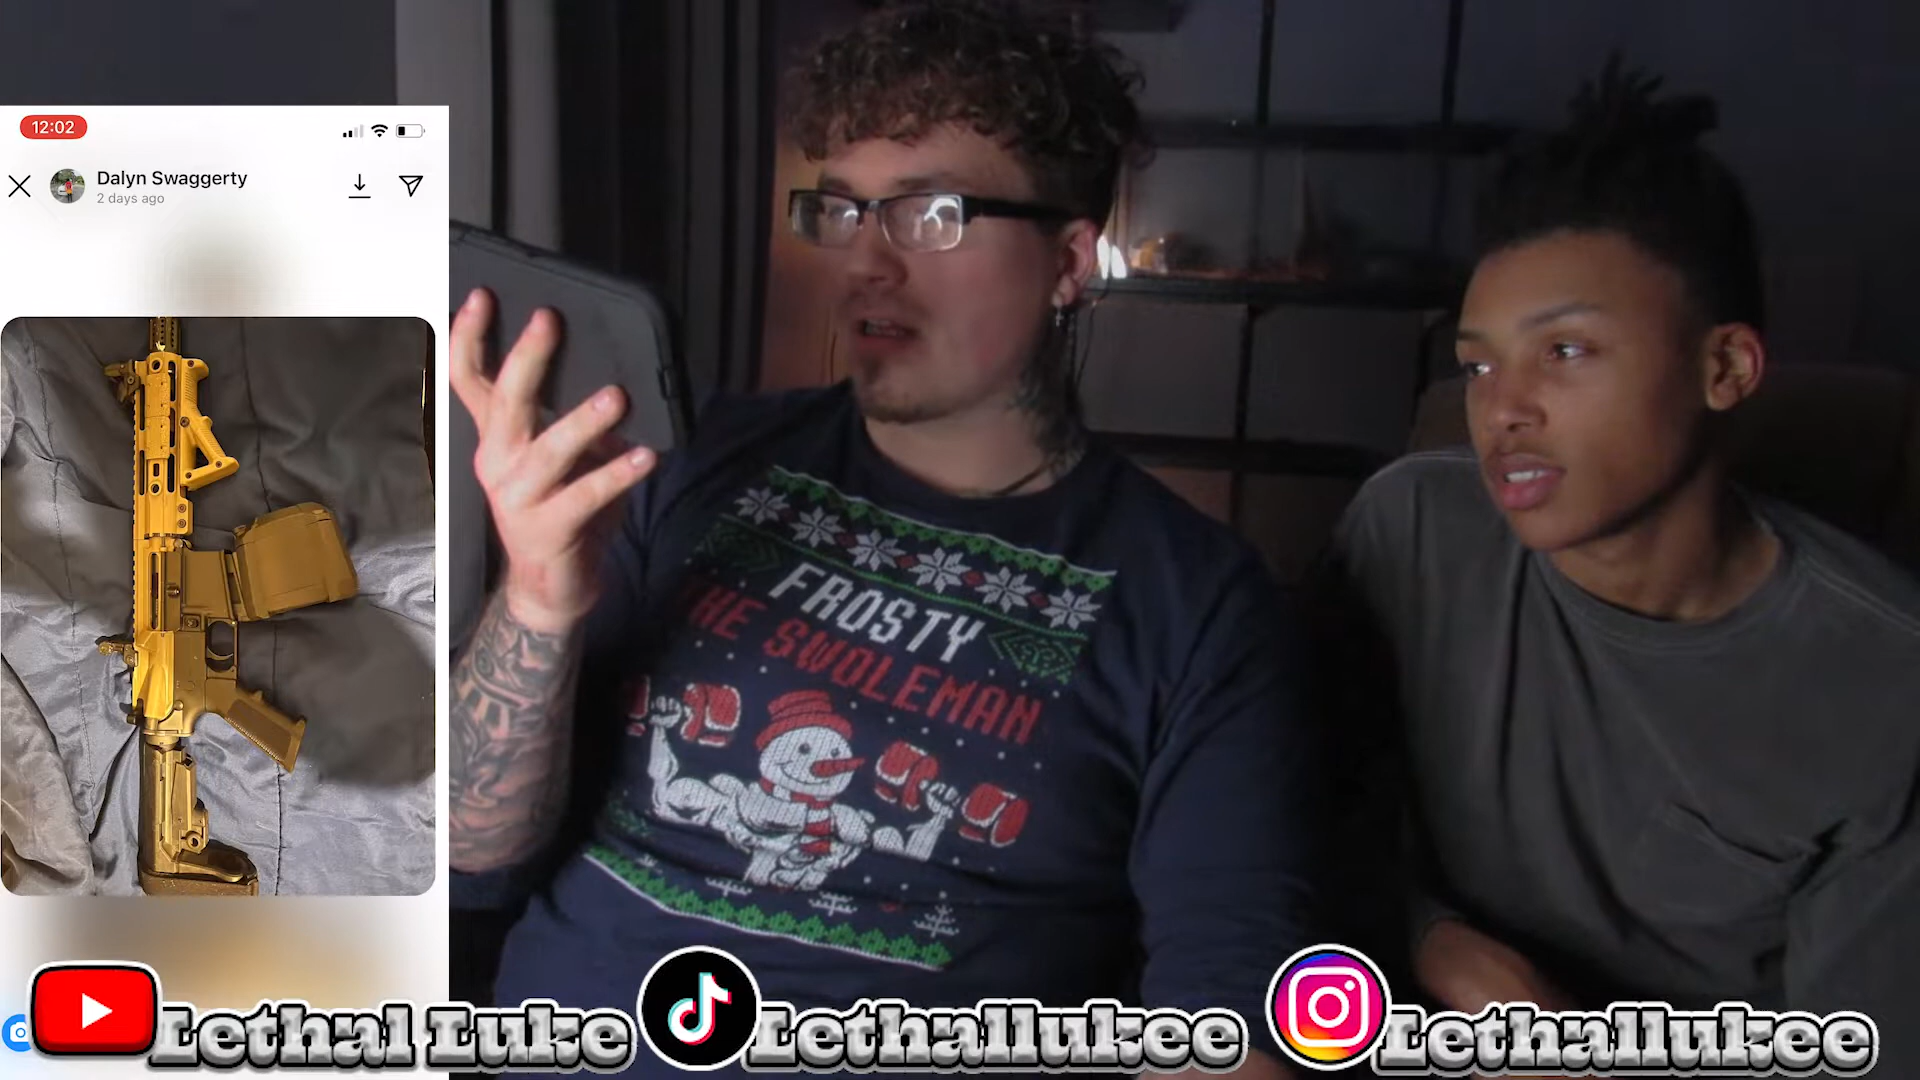 12:02
Dalyn Swaggerty
2 days ago
FROSTY
THE SWOLEMAN
Lethal Luke
Lethallukee
Lethallukee